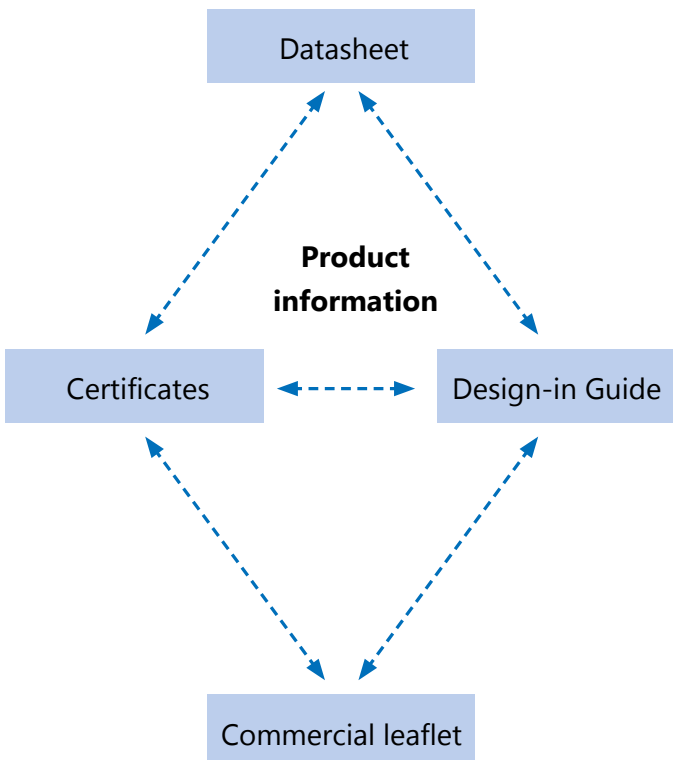 Datasheet
Product
information
Certificates
Design-in Guide
Commercial leaflet